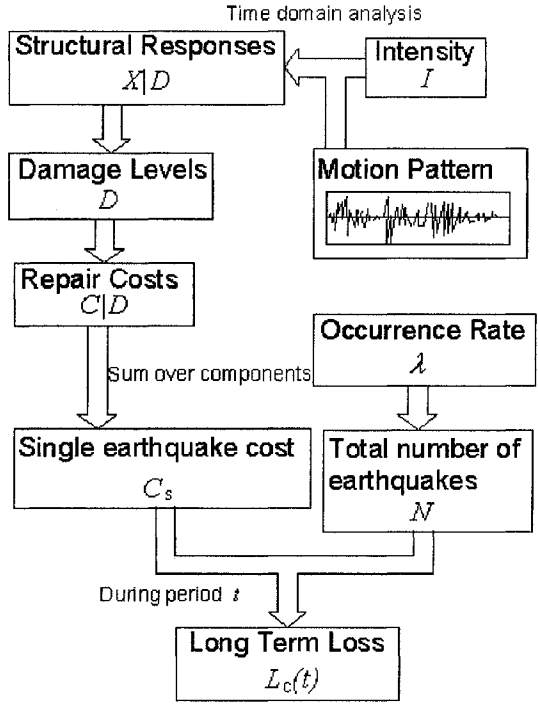 Time domain analysis
Structural Responses
X|D
Intensity
I
Motion Pattern
Damage Levels
D
Repair Costs
C|D
Occurrence Rate
λ
Sum over components
Single earthquake cost
Cs
Total number of
earthquakes
N
During period t
Long Term Loss
Lc(t)